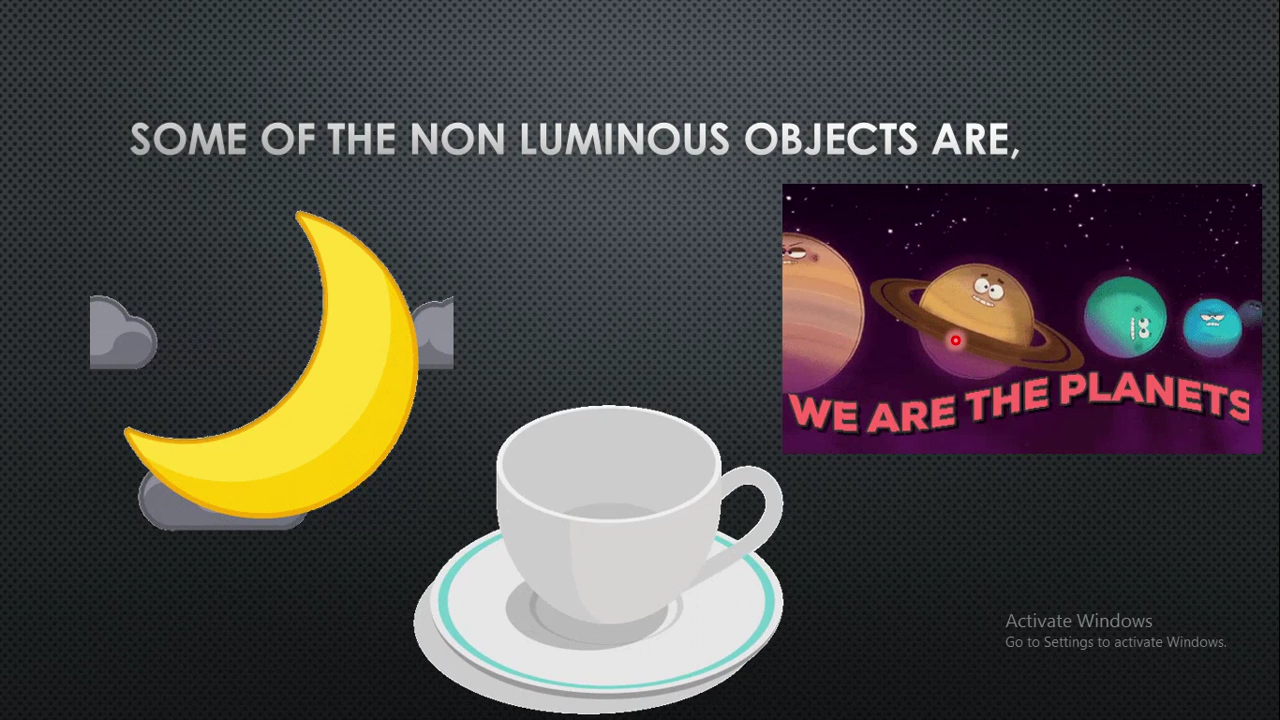 SOME OF THE NON LUMINOUS OBJECTS ARE,
WE ARE THE PLANETS
Activate Windows
Go to Settings to activate Windows.